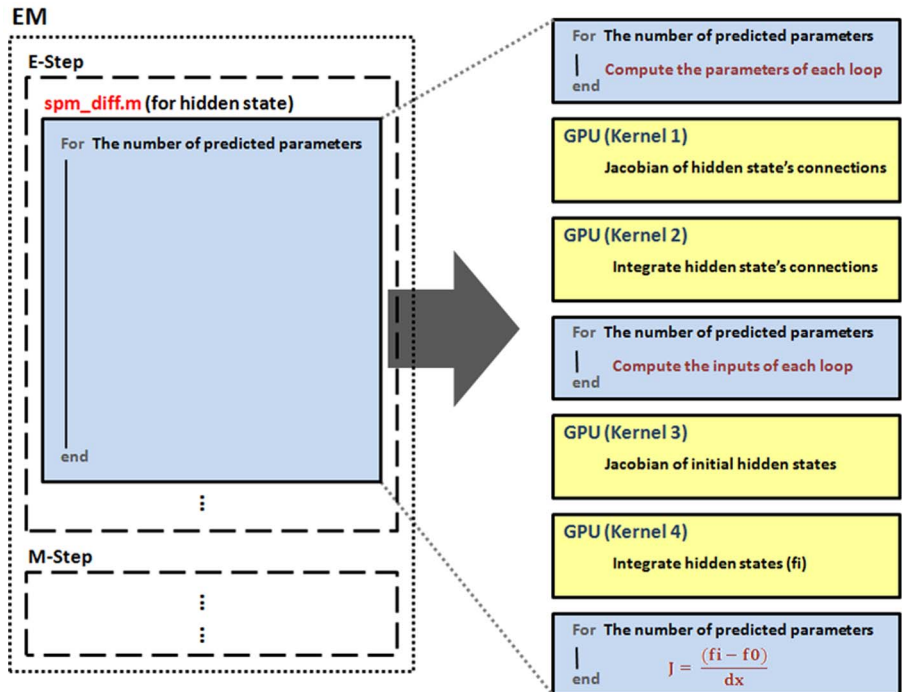 EM
E-Step
spm_diff.m (for hidden state)
For The number of predicted parameters
end
⋮
M-Step
⋮
⋮
For The number of predicted parameters
Compute the parameters of each loop
end
GPU (Kernel 1)
Jacobian of hidden state's connections
GPU (Kernel 2)
Integrate hidden state's connections
For The number of predicted parameters
Compute the inputs of each loop
end
GPU (Kernel 3)
Jacobian of initial hidden states
GPU (Kernel 4)
Integrate hidden states (fi)
For The number of predicted parameters
J = (fi – f0) / dx
end